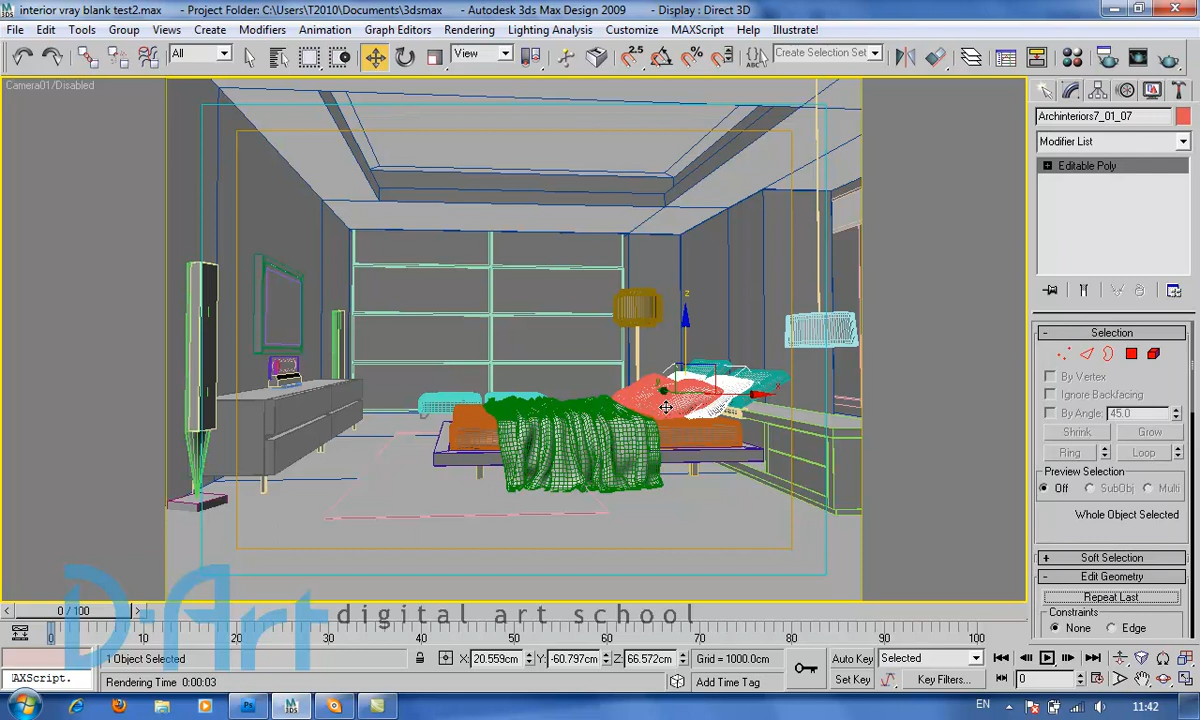 interior vray blank test2.max - Project Folder: C:\Users\T2010\Documents\3dsmax - Autodesk 3ds Max Design 2009 - Display : Direct 3D
File Edit Tools Group Views Create Modifiers Animation Graph Editors Rendering Lighting Analysis Customize MAXScript Help Illustrate!
All View 2.5 Create Selection Set
Camera01/Disabled
Archinteriors7_01_07
Modifier List
Editable Poly
Selection
By Vertex
Ignore Backfacing
By Angle: 45.0
Shrink Grow
Ring Loop
Preview Selection
Off SubObj Multi
Whole Object Selected
Soft Selection
Edit Geometry
Repeat Last
Constraints
None Edge
z
x
0 / 100
D-Art digital art school
0 10 20 30 40 50 60 70 80 90 100
1 Object Selected X: 20.559cm Y: -60.797cm Z: 66.572cm Grid = 1000.0cm Auto Key Selected
AXScript. Rendering Time 0:00:03 Add Time Tag Set Key Key Filters... 0
EN 11:42